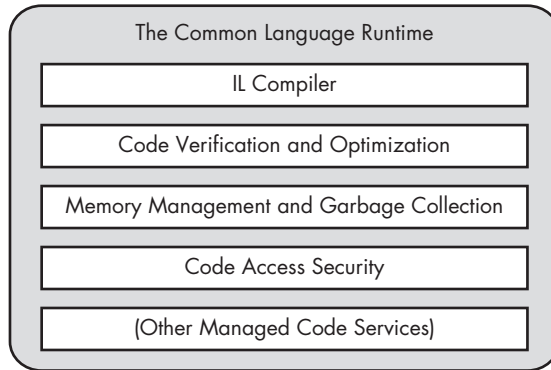 The Common Language Runtime
IL Compiler
Code Verification and Optimization
Memory Management and Garbage Collection
Code Access Security
(Other Managed Code Services)